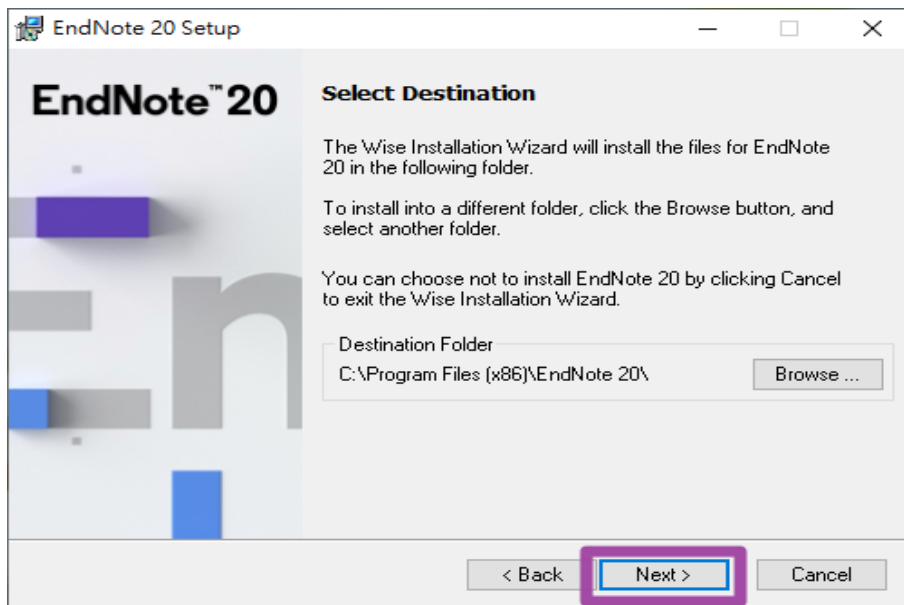 EndNote 20 Setup
EndNote™20
Select Destination
The Wise Installation Wizard will install the files for EndNote
20 in the following folder.
To install into a different folder, click the Browse button, and
select another folder.
You can choose not to install EndNote 20 by clicking Cancel
to exit the Wise Installation Wizard.
Destination Folder
C:\Program Files (x86)\EndNote 20\
Browse ...
< Back
Next >
Cancel
En